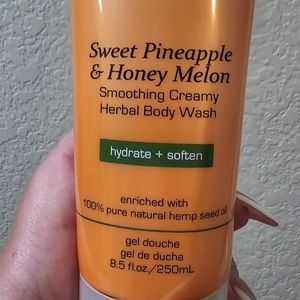 Sweet Pineapple
& Honey Melon
Smoothing Creamy
Herbal Body Wash
hydrate + soften
enriched with
100% pure natural hemp seed oil
gel douche
gel de ducha
8.5 fl.oz./250mL